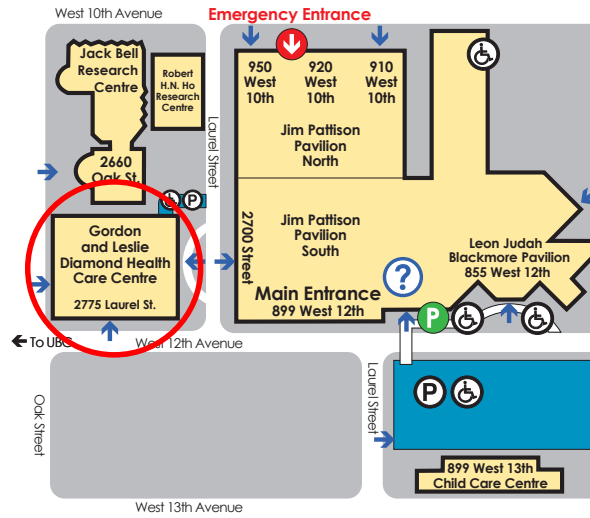 West 10th Avenue
Emergency Entrance
Jack Bell
Research
Centre
Robert
H.N. Ho
Research
Centre
950
West
10th
920
West
10th
910
West
10th
Laurel Street
Jim Pattison
Pavilion
North
2660
Oak St.
P
Gordon
and Leslie
Diamond Health
Care Centre
2775 Laurel St.
2700 Street
Jim Pattison
Pavilion
South
Leon Judah
Blackmore Pavilion
855 West 12th
?
Main Entrance
899 West 12th
P
To UBC
West 12th Avenue
Oak Street
Laurel Street
P
899 West 13th
Child Care Centre
West 13th Avenue